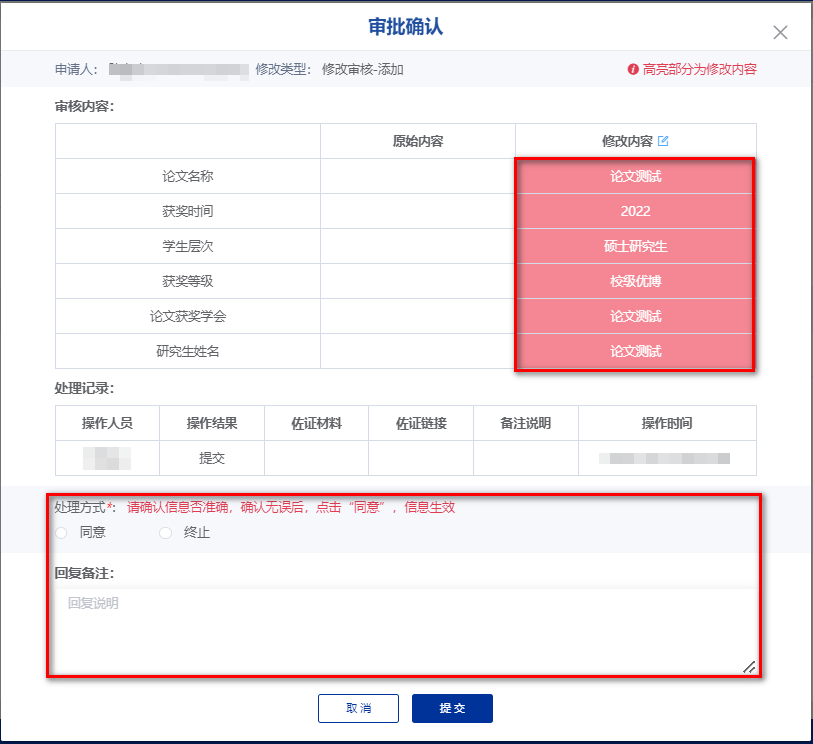 审批确认
申请人： 修改类型： 修改审核-添加 高亮部分为修改内容
审核内容：
原始内容 修改内容
论文名称 论文测试
获奖时间 2022
学生层次 硕士研究生
获奖等级 校级优博
论文获奖学会 论文测试
研究生姓名 论文测试
处理记录：
操作人员 操作结果 佐证材料 佐证链接 备注说明 操作时间
提交
处理方式*： 请确认信息否准确，确认无误后，点击“同意”，信息生效
同意 终止
回复备注：
回复说明
取消 提交